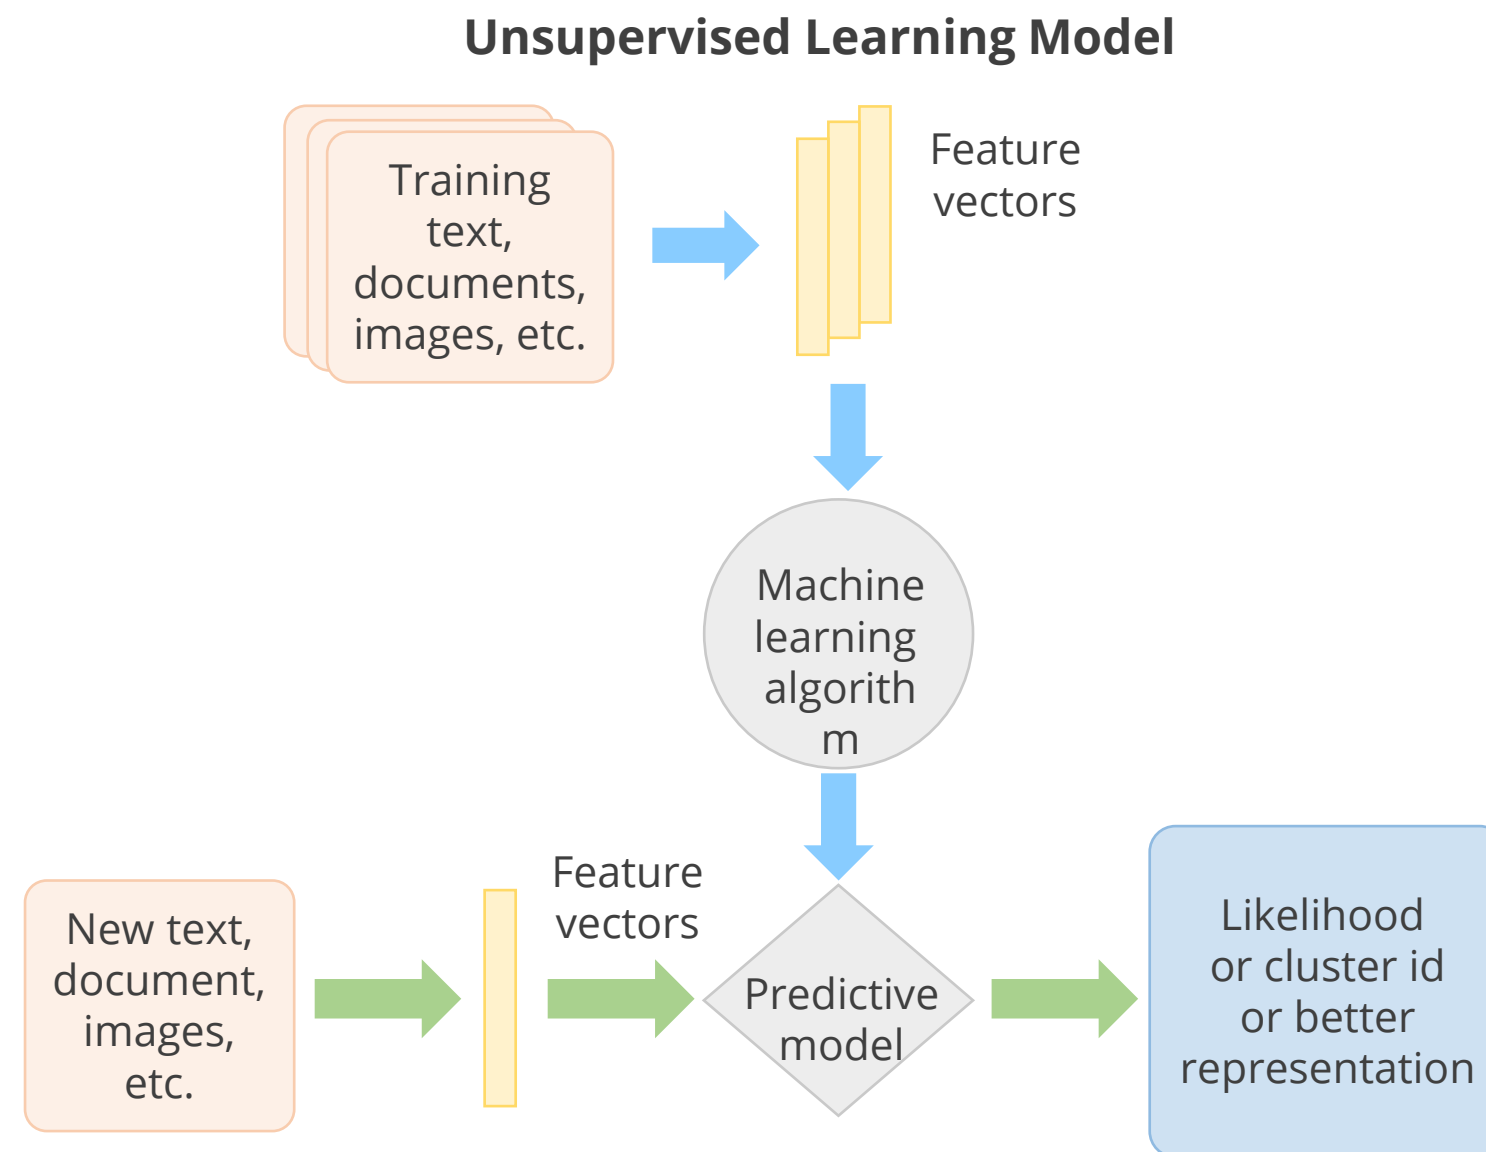 Unsupervised Learning Model
Training
text,
documents,
images, etc.
Feature
vectors
Machine
learning
algorith
m
Feature
vectors
New text,
document,
images,
etc.
Predictive
model
Likelihood
or cluster id
or better
representation